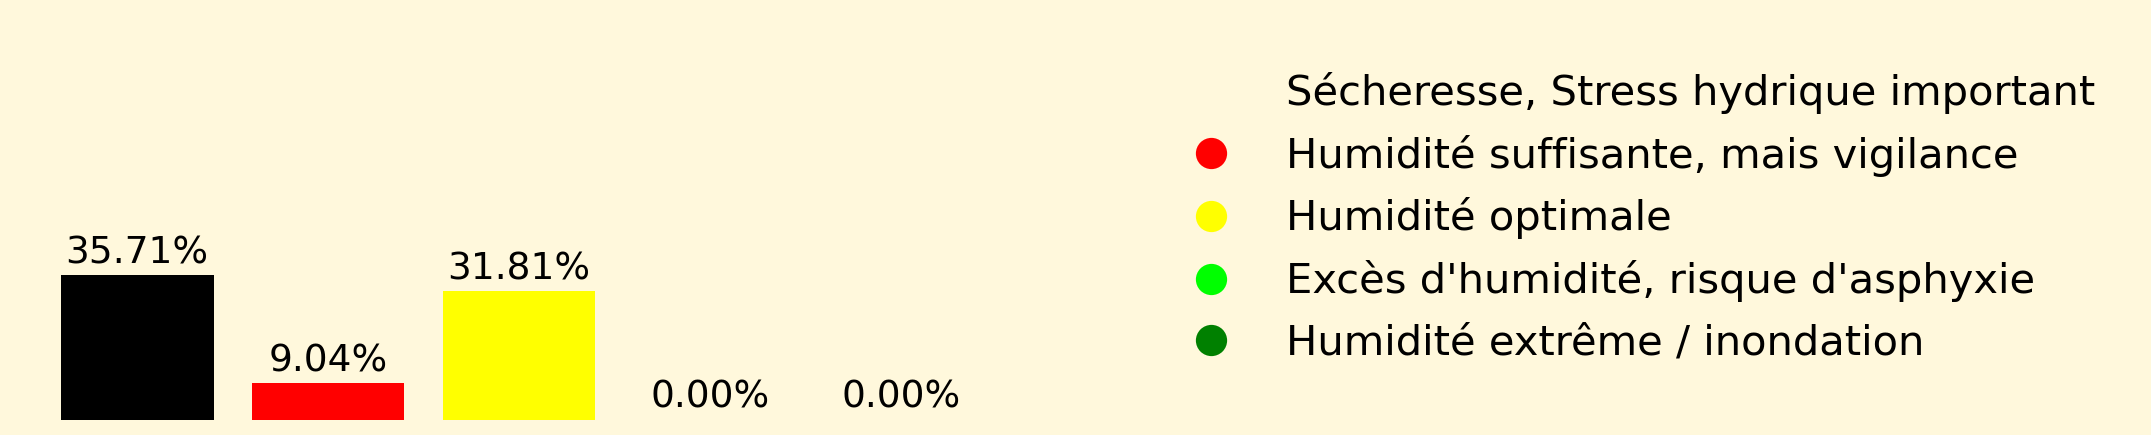 35.71%
9.04%
31.81%
0.00%
0.00%
Sécheresse, Stress hydrique important
Humidité suffisante, mais vigilance
Humidité optimale
Excès d'humidité, risque d'asphyxie
Humidité extrême / inondation